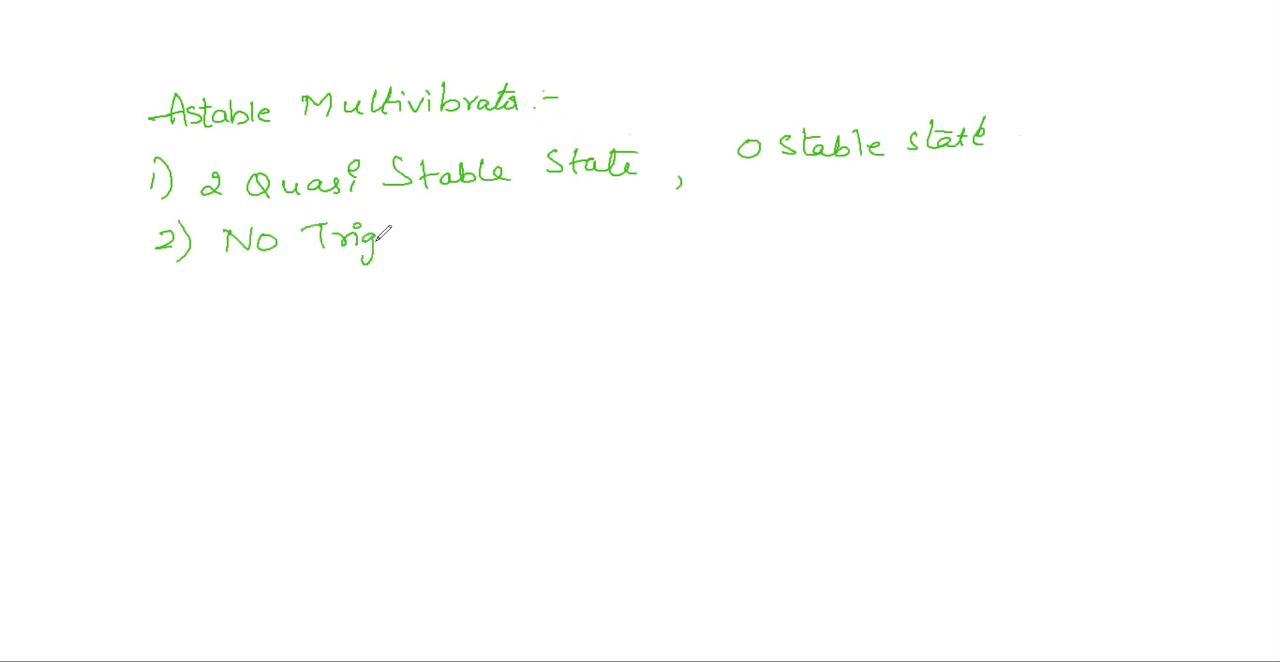 Astable Multivibrator :-
1) 2 Quasi Stable State , 0 stable state
2) NO Trig